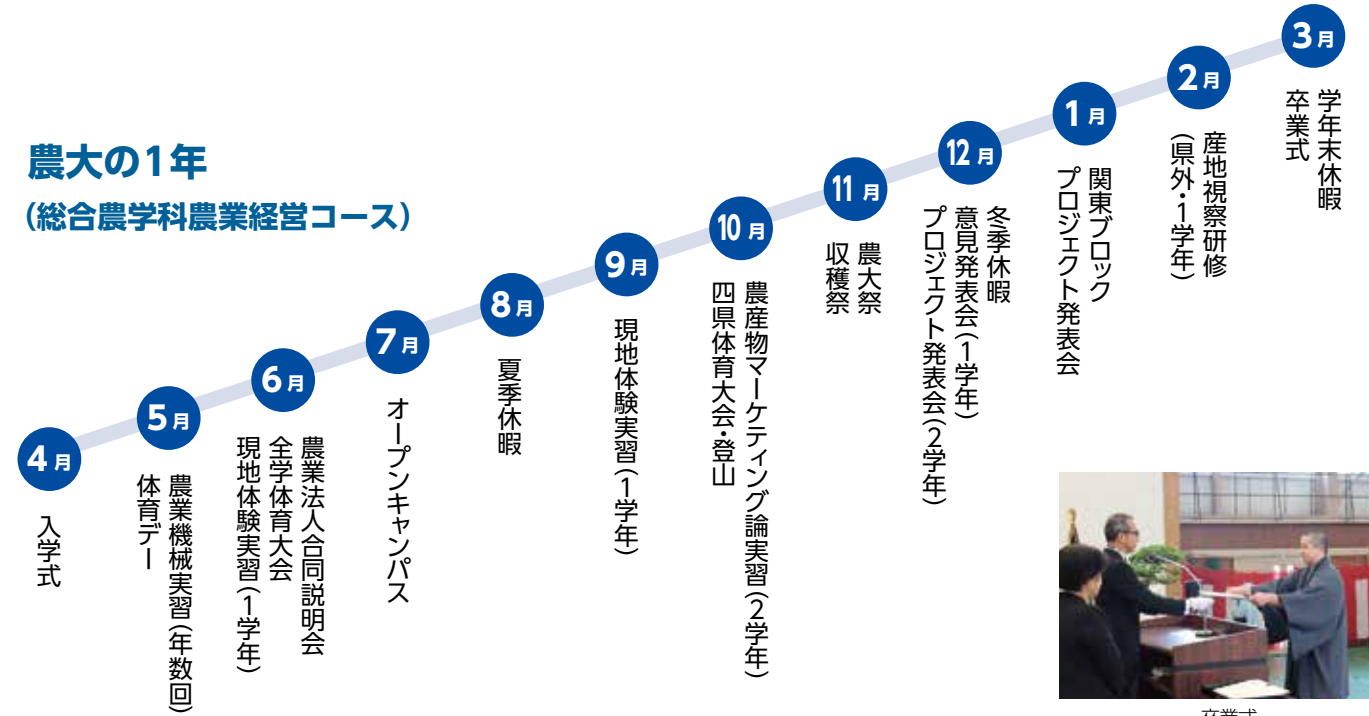 農大の1年
(総合農学科農業経営コース)
4月
入学式
5月
農業機械実習(年数回)
体育デー
6月
農業法人合同説明会
全学体育大会
現地体験実習(1学年)
7月
オープンキャンパス
8月
夏季休暇
9月
現地体験実習(1学年)
10月
農産物マーケティング論実習(2学年)
四県体育大会・登山
11月
農大祭
収穫祭
12月
冬季休暇
意見発表会(1学年)
プロジェクト発表会(2学年)
1月
関東ブロック
プロジェクト発表会
2月
産地視察研修
(県外・1学年)
3月
学年末休暇
卒業式
卒業式